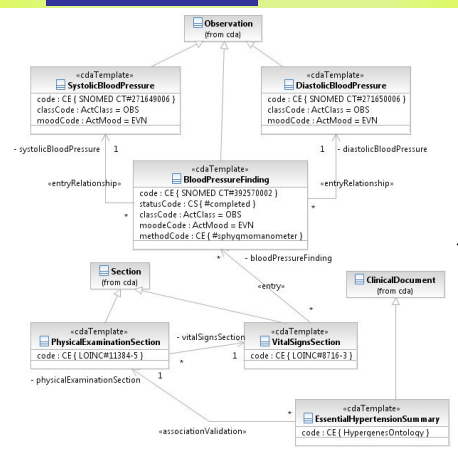 Observation
(from cda)
«cdaTemplate»
SystolicBloodPressure
code : CE { SNOMED CT#271649006 }
classCode : ActClass = OBS
moodCode : ActMood = EVN
«cdaTemplate»
DiastolicBloodPressure
code : CE { SNOMED CT#271650006 }
classCode : ActClass = OBS
moodCode : ActMood = EVN
- systolicBloodPressure 1
1 - diastolicBloodPressure
«cdaTemplate»
BloodPressureFinding
code : CE { SNOMED CT#392570002 }
statusCode : CS{ #completed }
classCode : ActClass = OBS
moodeCode : ActMood = EVN
methodCode : CE { #sphygmomanometer }
«entryRelationship»
«entryRelationship»
*
*
* - bloodPressureFinding
Section
(from cda)
ClinicalDocument
(from cda)
«entry»
*
«cdaTemplate»
PhysicalExaminationSection
code : CE { LOINC#11384-5 }
- vitalSignsSection
* 1
«cdaTemplate»
VitalSignsSection
code : CE { LOINC#8716-3 }
- physicalExaminationSection 1
«associationValidation»
*
«cdaTemplate»
EssentialHypertensionSummary
code : CE { HypergenesOntology }